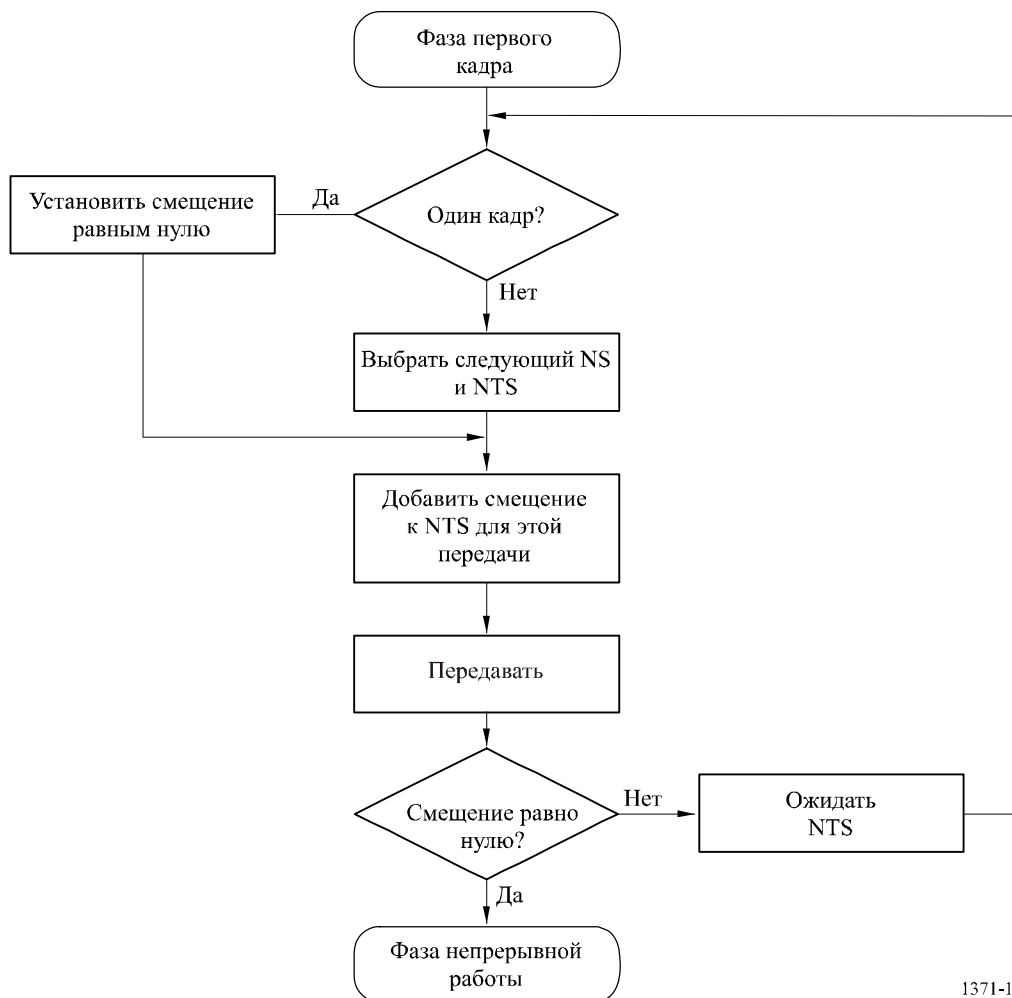 Фаза первого
кадра
Один кадр?
Да
Установить смещение
равным нулю
Нет
Выбрать следующий NS
и NTS
Добавить смещение
к NTS для этой
передачи
Передавать
Смещение равно
нулю?
Нет
Ожидать
NTS
Да
Фаза непрерывной
работы
1371-1